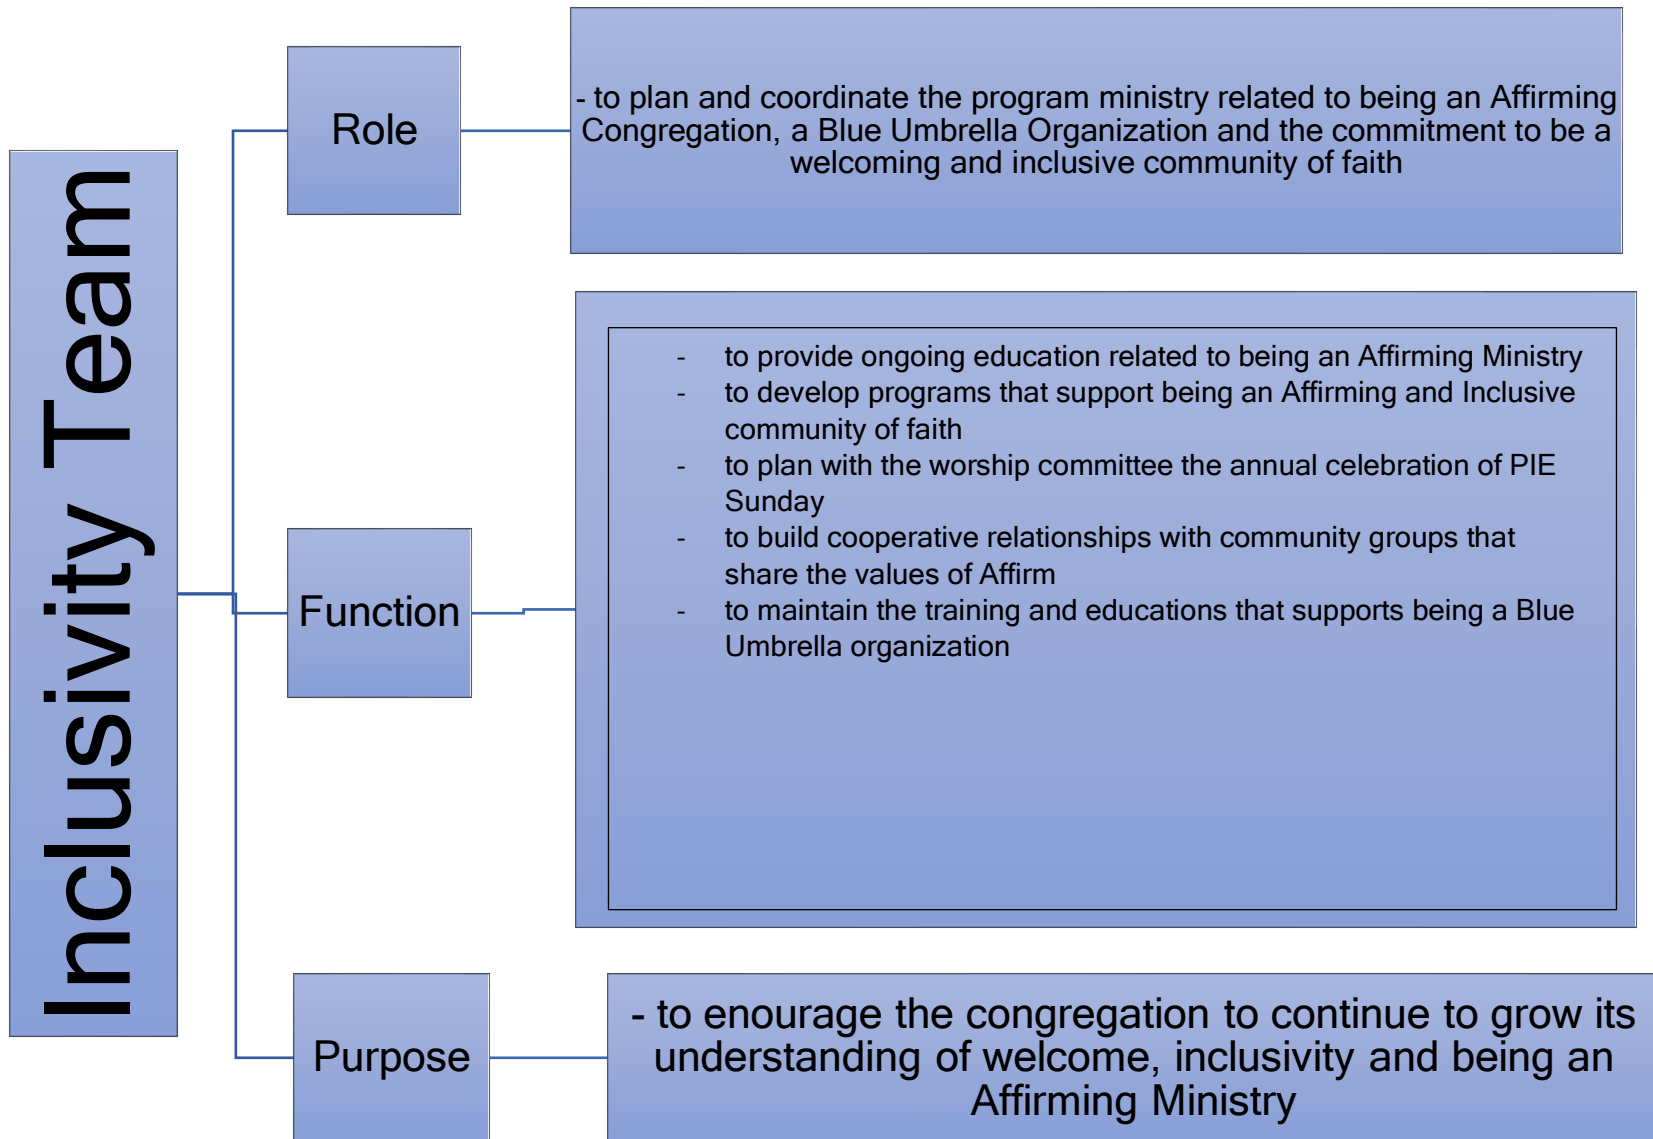 Inclusivity Team
Role
- to plan and coordinate the program ministry related to being an Affirming
Congregation, a Blue Umbrella Organization and the commitment to be a
welcoming and inclusive community of faith
Function
- to provide ongoing education related to being an Affirming Ministry
- to develop programs that support being an Affirming and Inclusive
community of faith
- to plan with the worship committee the annual celebration of PIE
Sunday
- to build cooperative relationships with community groups that
share the values of Affirm
- to maintain the training and educations that supports being a Blue
Umbrella organization
Purpose
- to enourage the congregation to continue to grow its
understanding of welcome, inclusivity and being an
Affirming Ministry